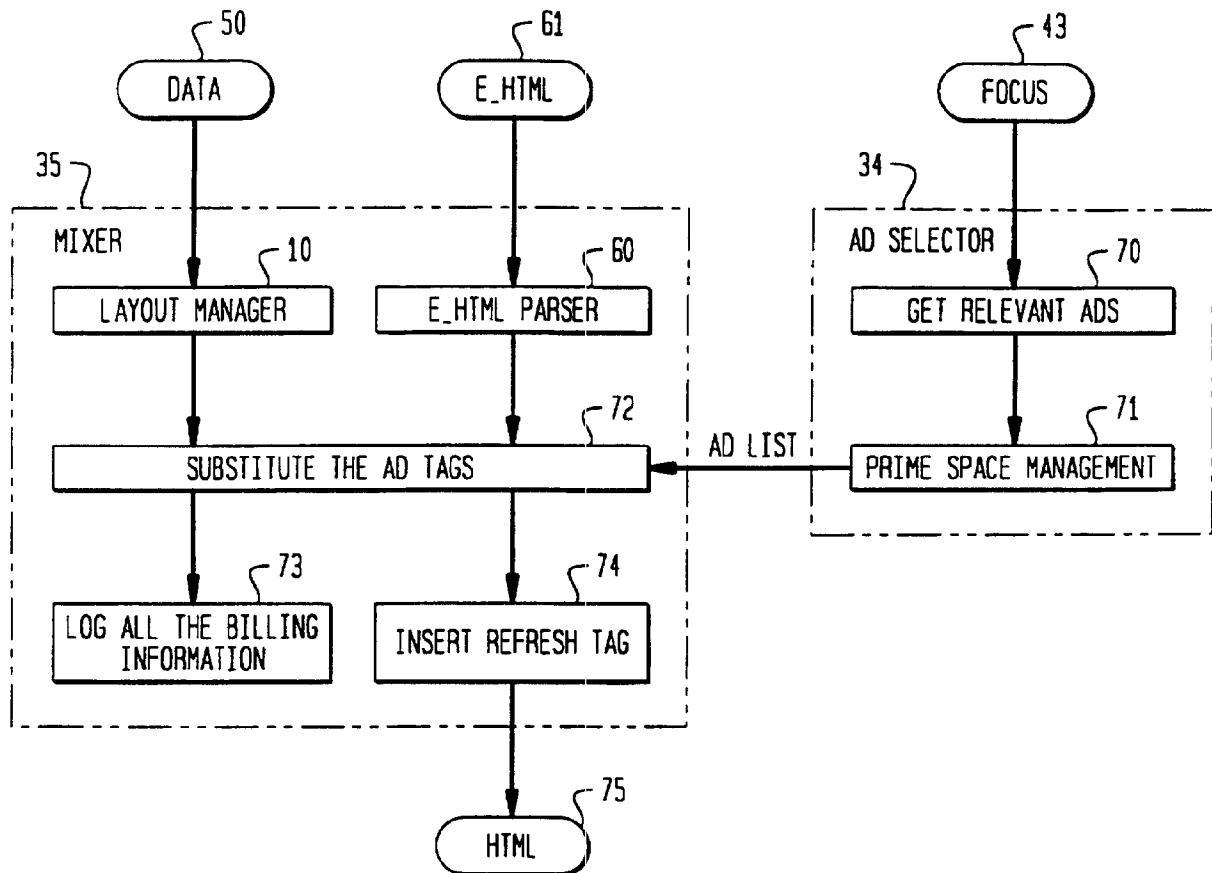 50
61
43
DATA
E_HTML
FOCUS
35
34
MIXER
AD SELECTOR
10
60
70
LAYOUT MANAGER
E_HTML PARSER
GET RELEVANT ADS
72
71
AD LIST
SUBSTITUTE THE AD TAGS
PRIME SPACE MANAGEMENT
73
74
LOG ALL THE BILLING
INFORMATION
INSERT REFRESH TAG
75
HTML